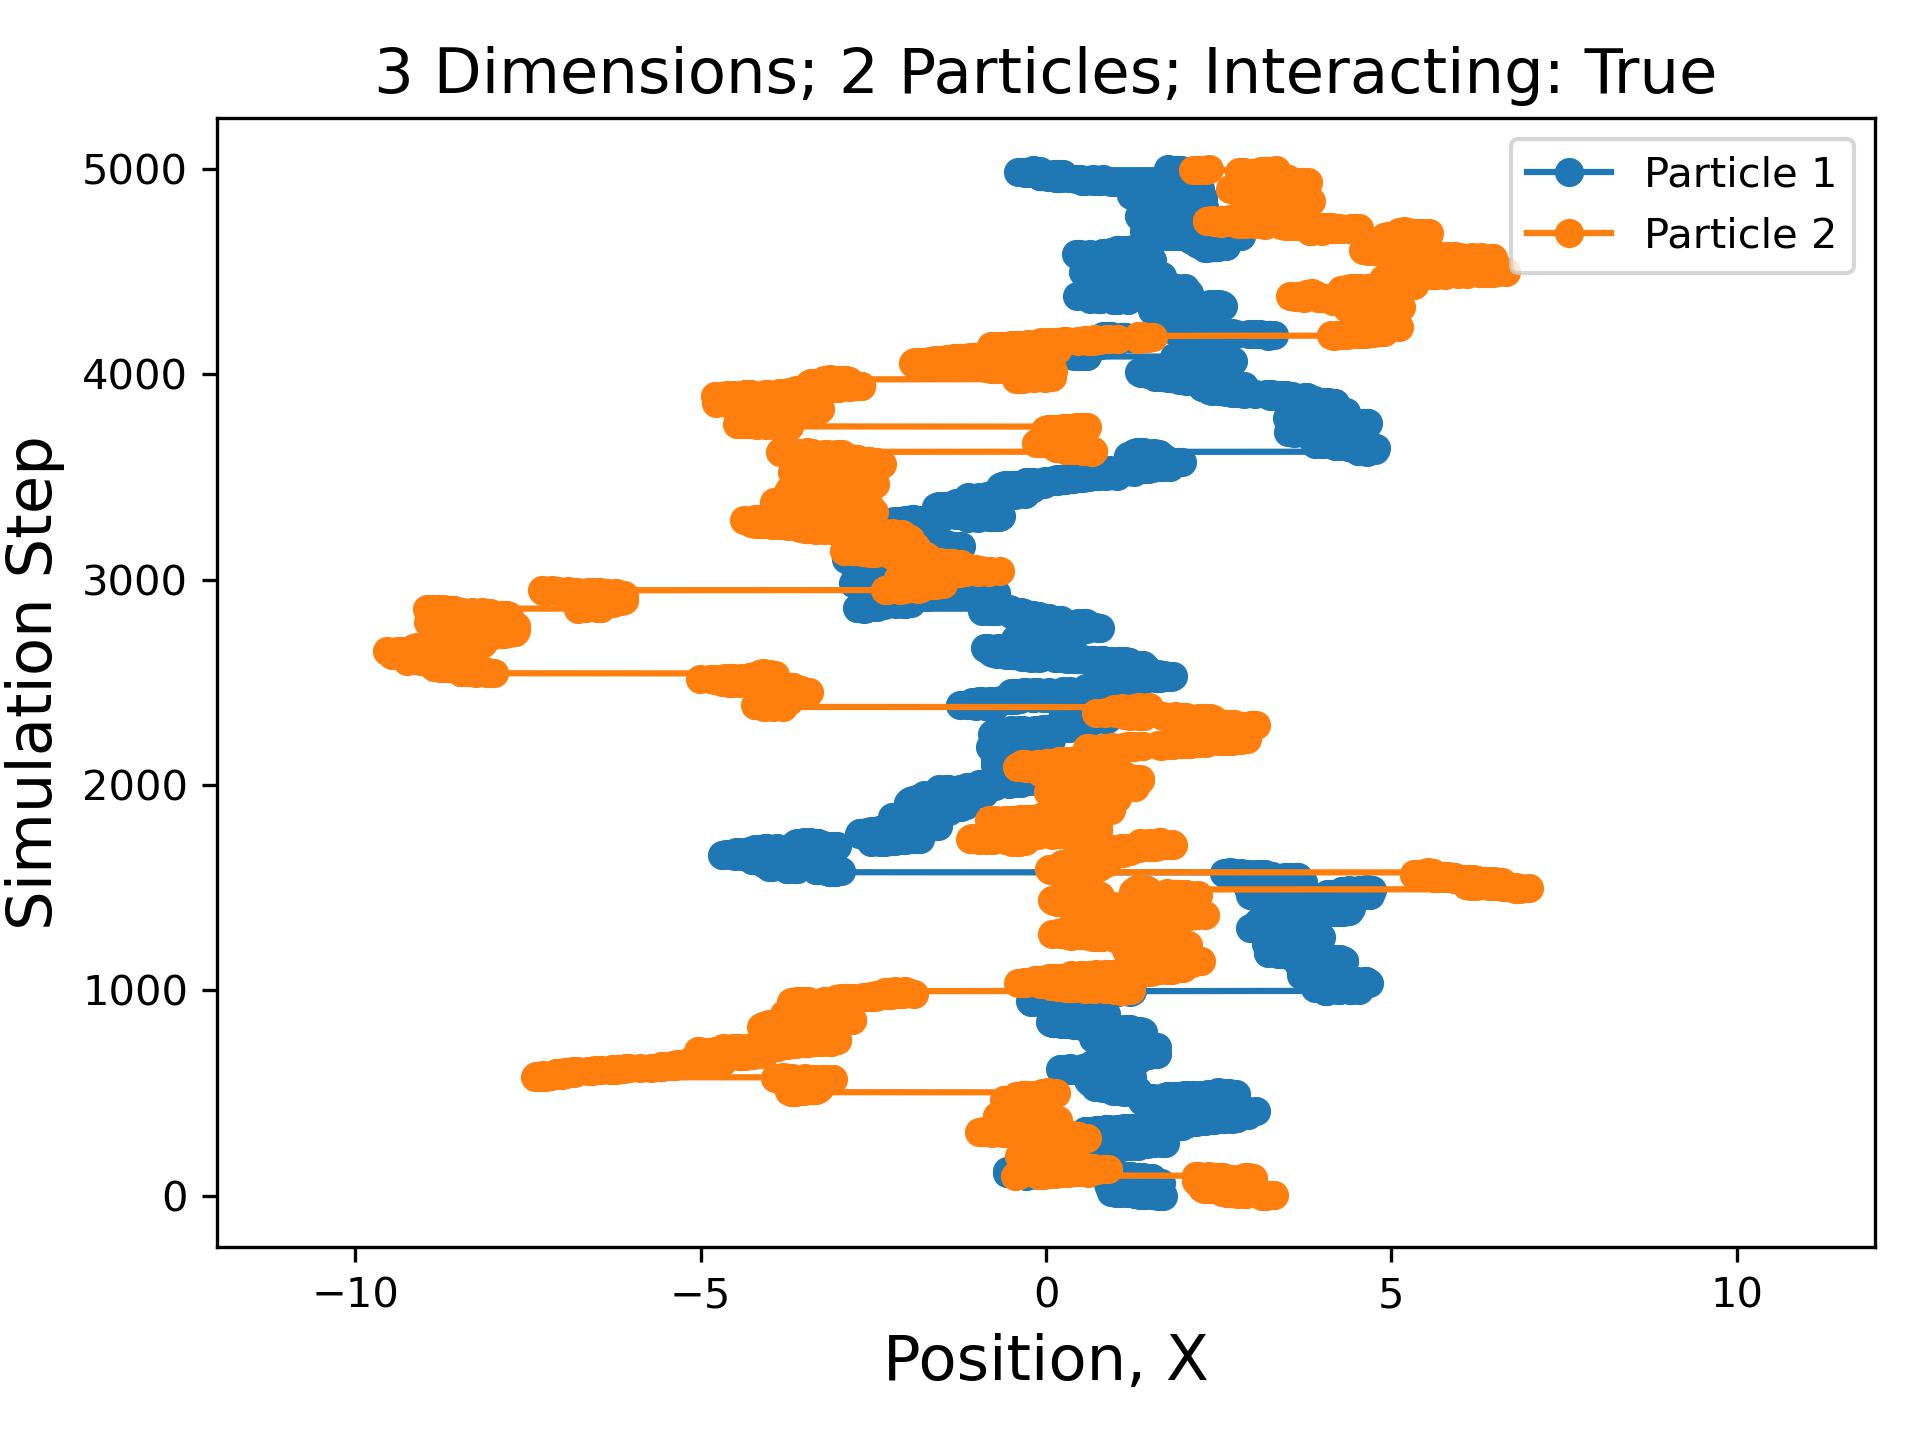 3 Dimensions; 2 Particles; Interacting: True
Particle 1
Particle 2
Simulation Step
5000
4000
3000
2000
1000
0
−10
−5
0
5
10
Position, X